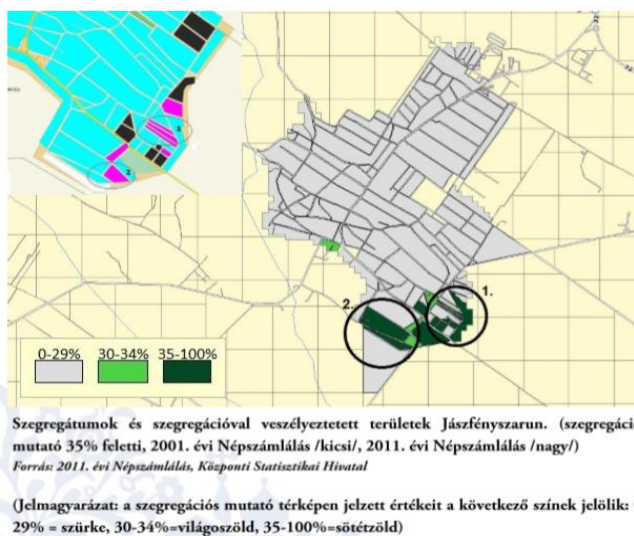 1.
2.
0-29% 30-34% 35-100%
Szegregátumok és szegregációval veszélyeztetett területek Jászfényszarun. (szegregáci
mutató 35% feletti, 2001. évi Népszámlálás /kicsi/, 2011. évi Népszámlálás /nagy/)
Forrás: 2011. évi Népszámlálás, Központi Statisztikai Hivatal
(Jelmagyarázat: a szegregációs mutató térképen jelzett értékeit a következő színek jelölik:
29% = szürke, 30-34%=világoszöld, 35-100%=sötétzöld)